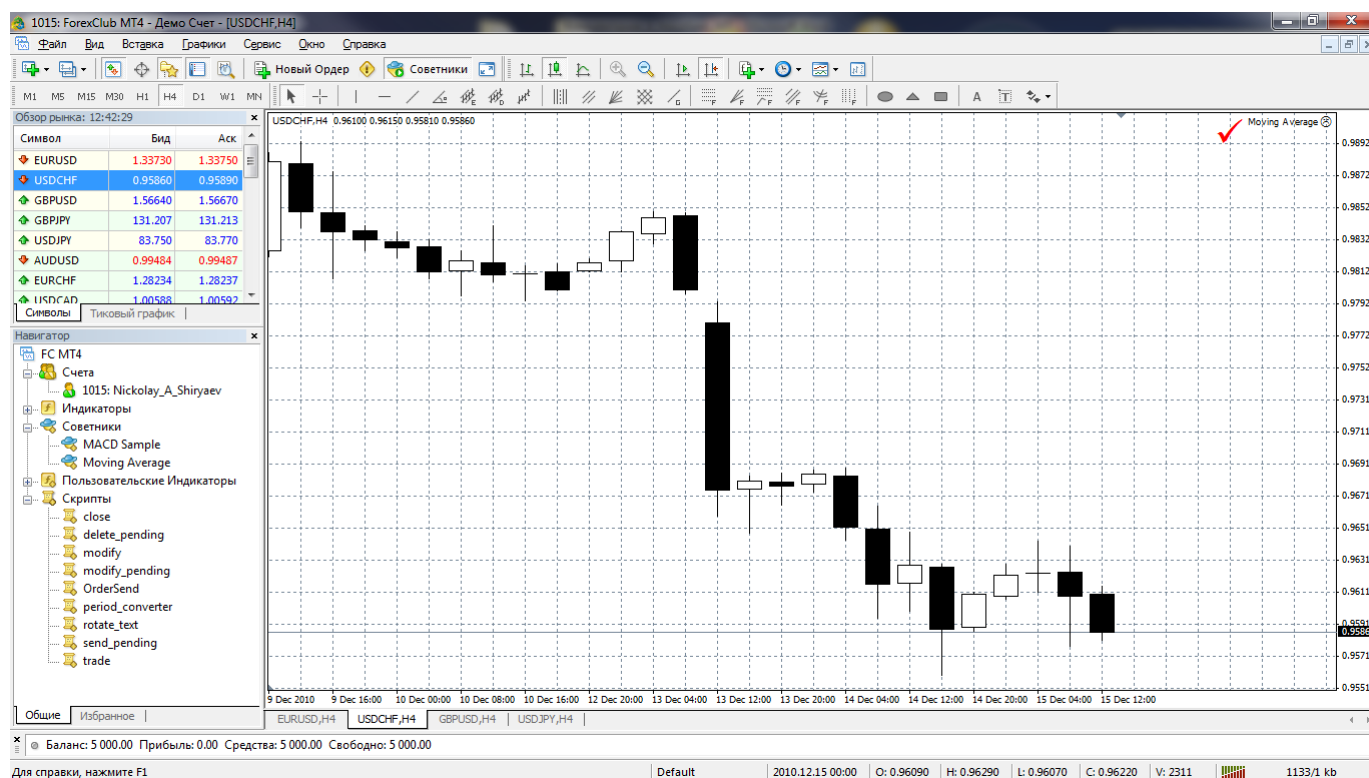 1015: ForexClub MT4 - Демо Счет - [USDCHF,H4]
Файл Вид Вставка Графики Сервис Окно Справка
Новый Ордер Советники
M1 M5 M15 M30 H1 H4 D1 W1 MN A T
Обзор рынка: 12:42:29
Символ Бид Аск
EURUSD 1.33730 1.33750
USDCHF 0.95860 0.95890
GBPUSD 1.56640 1.56670
GBPJPY 131.207 131.213
USDJPY 83.750 83.770
AUDUSD 0.99484 0.99487
EURCHF 1.28234 1.28237
USDCAD 1.00588 1.00592
Символы Тиковый график
Навигатор
FC MT4
Счета
1015: Nickolay_A_Shiryaev
Индикаторы
Советники
MACD Sample
Moving Average
Пользовательские Индикаторы
Скрипты
close
delete_pending
modify
modify_pending
OrderSend
period_converter
rotate_text
send_pending
trade
Общие Избранное
USDCHF,H4 0.96100 0.96150 0.95810 0.95860
Moving Average
0.9892
0.9872
0.9852
0.9832
0.9812
0.9792
0.9772
0.9752
0.9731
0.9711
0.9691
0.9671
0.9651
0.9631
0.9611
0.9591
0.9586
0.9571
0.9551
9 Dec 2010 9 Dec 16:00 10 Dec 00:00 10 Dec 08:00 10 Dec 16:00 12 Dec 20:00 13 Dec 04:00 13 Dec 12:00 13 Dec 20:00 14 Dec 04:00 14 Dec 12:00 14 Dec 20:00 15 Dec 04:00 15 Dec 12:00
EURUSD,H4 USDCHF,H4 GBPUSD,H4 USDJPY,H4
Баланс: 5 000.00 Прибыль: 0.00 Средства: 5 000.00 Свободно: 5 000.00
Для справки, нажмите F1 Default 2010.12.15 00:00 O: 0.96090 H: 0.96290 L: 0.96070 C: 0.96220 V: 2311 1133/1 kb